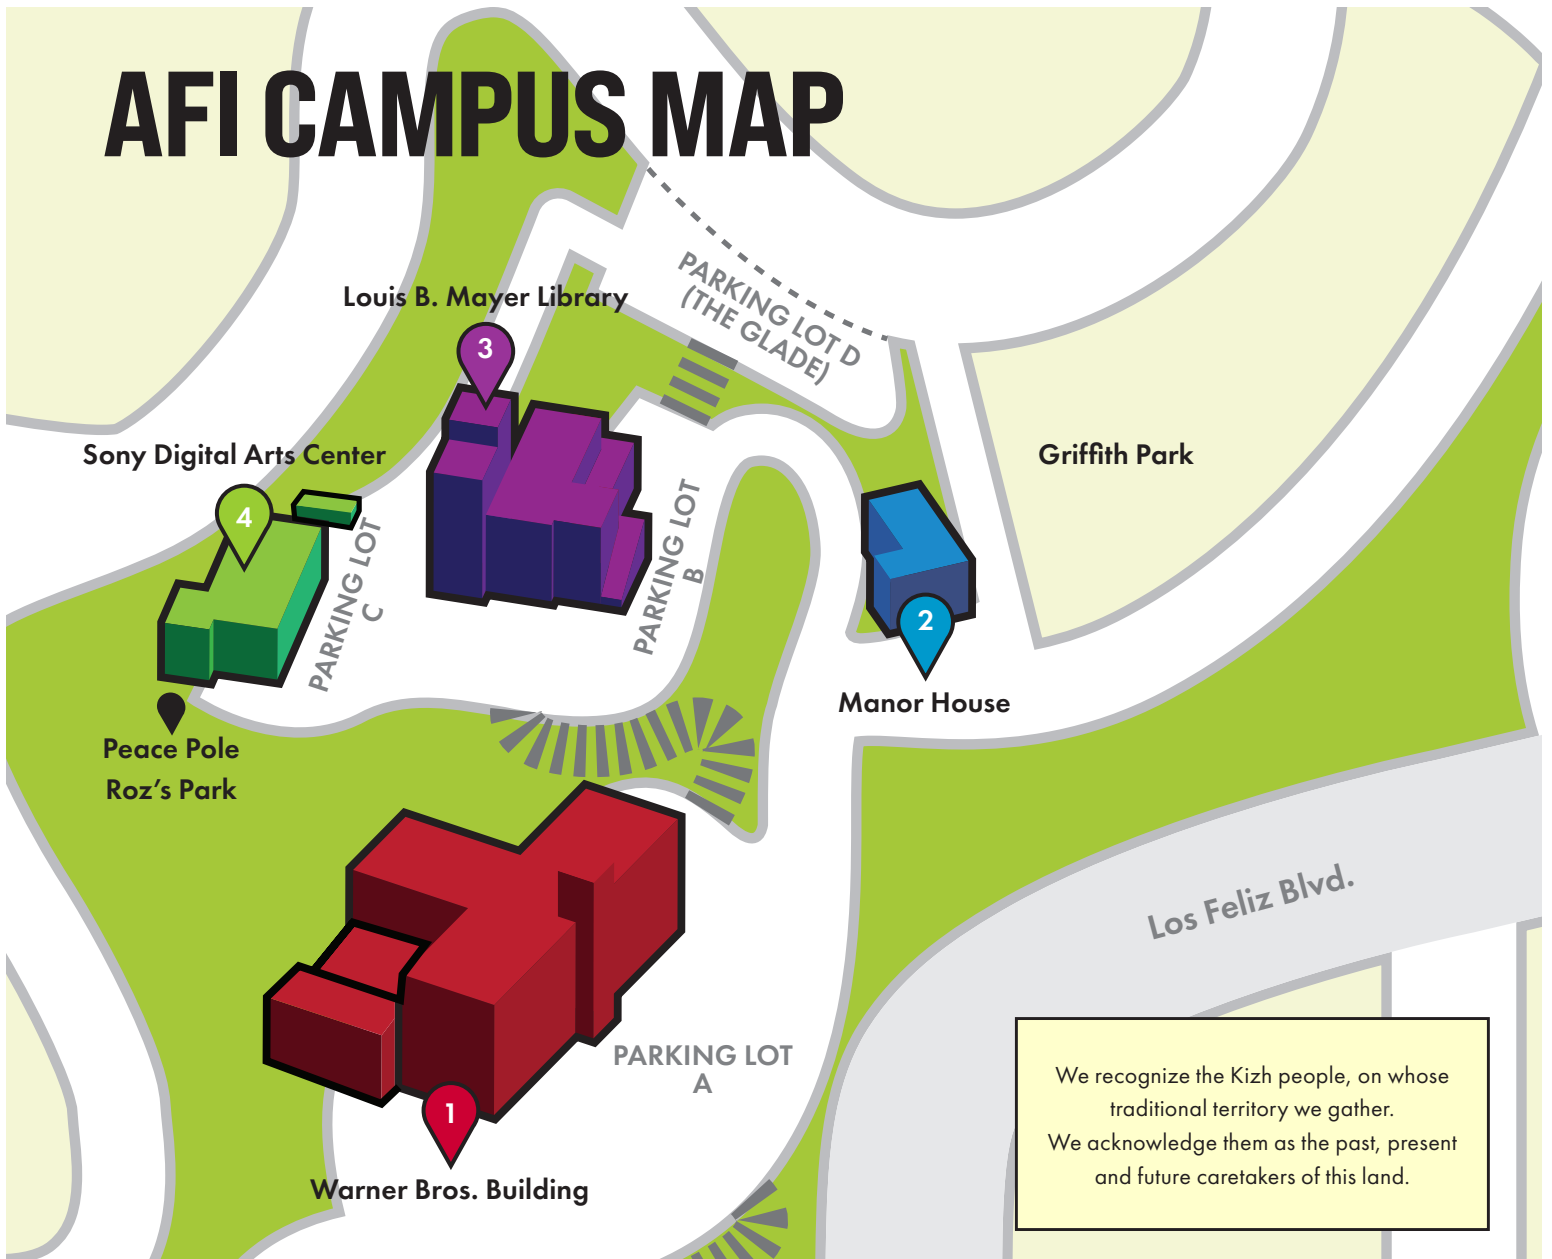 AFI CAMPUS MAP
PARKING LOT D
(THE GLADE)
Louis B. Mayer Library
3
Sony Digital Arts Center
4
Griffith Park
PARKING LOT
C
PARKING LOT
B
2
Manor House
Peace Pole
Roz’s Park
Los Feliz Blvd.
PARKING LOT
A
1
Warner Bros. Building
We recognize the Kizh people, on whose
traditional territory we gather.
We acknowledge them as the past, present
and future caretakers of this land.